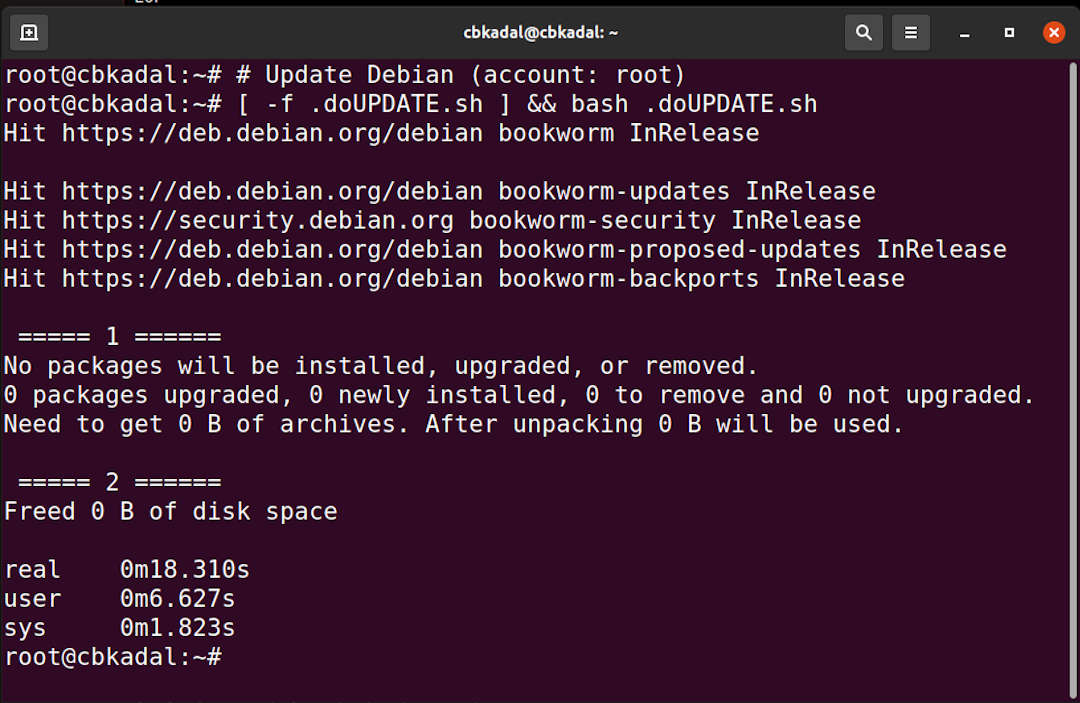 cbkadal@cbkadal: ~
root@cbkadal:~# # Update Debian (account: root)
root@cbkadal:~# [ -f .doUPDATE.sh ] && bash .doUPDATE.sh
Hit https://deb.debian.org/debian bookworm InRelease
Hit https://deb.debian.org/debian bookworm-updates InRelease
Hit https://security.debian.org bookworm-security InRelease
Hit https://deb.debian.org/debian bookworm-proposed-updates InRelease
Hit https://deb.debian.org/debian bookworm-backports InRelease
===== 1 ======
No packages will be installed, upgraded, or removed.
0 packages upgraded, 0 newly installed, 0 to remove and 0 not upgraded.
Need to get 0 B of archives. After unpacking 0 B will be used.
===== 2 ======
Freed 0 B of disk space
real 0m18.310s
user 0m6.627s
sys 0m1.823s
root@cbkadal:~#